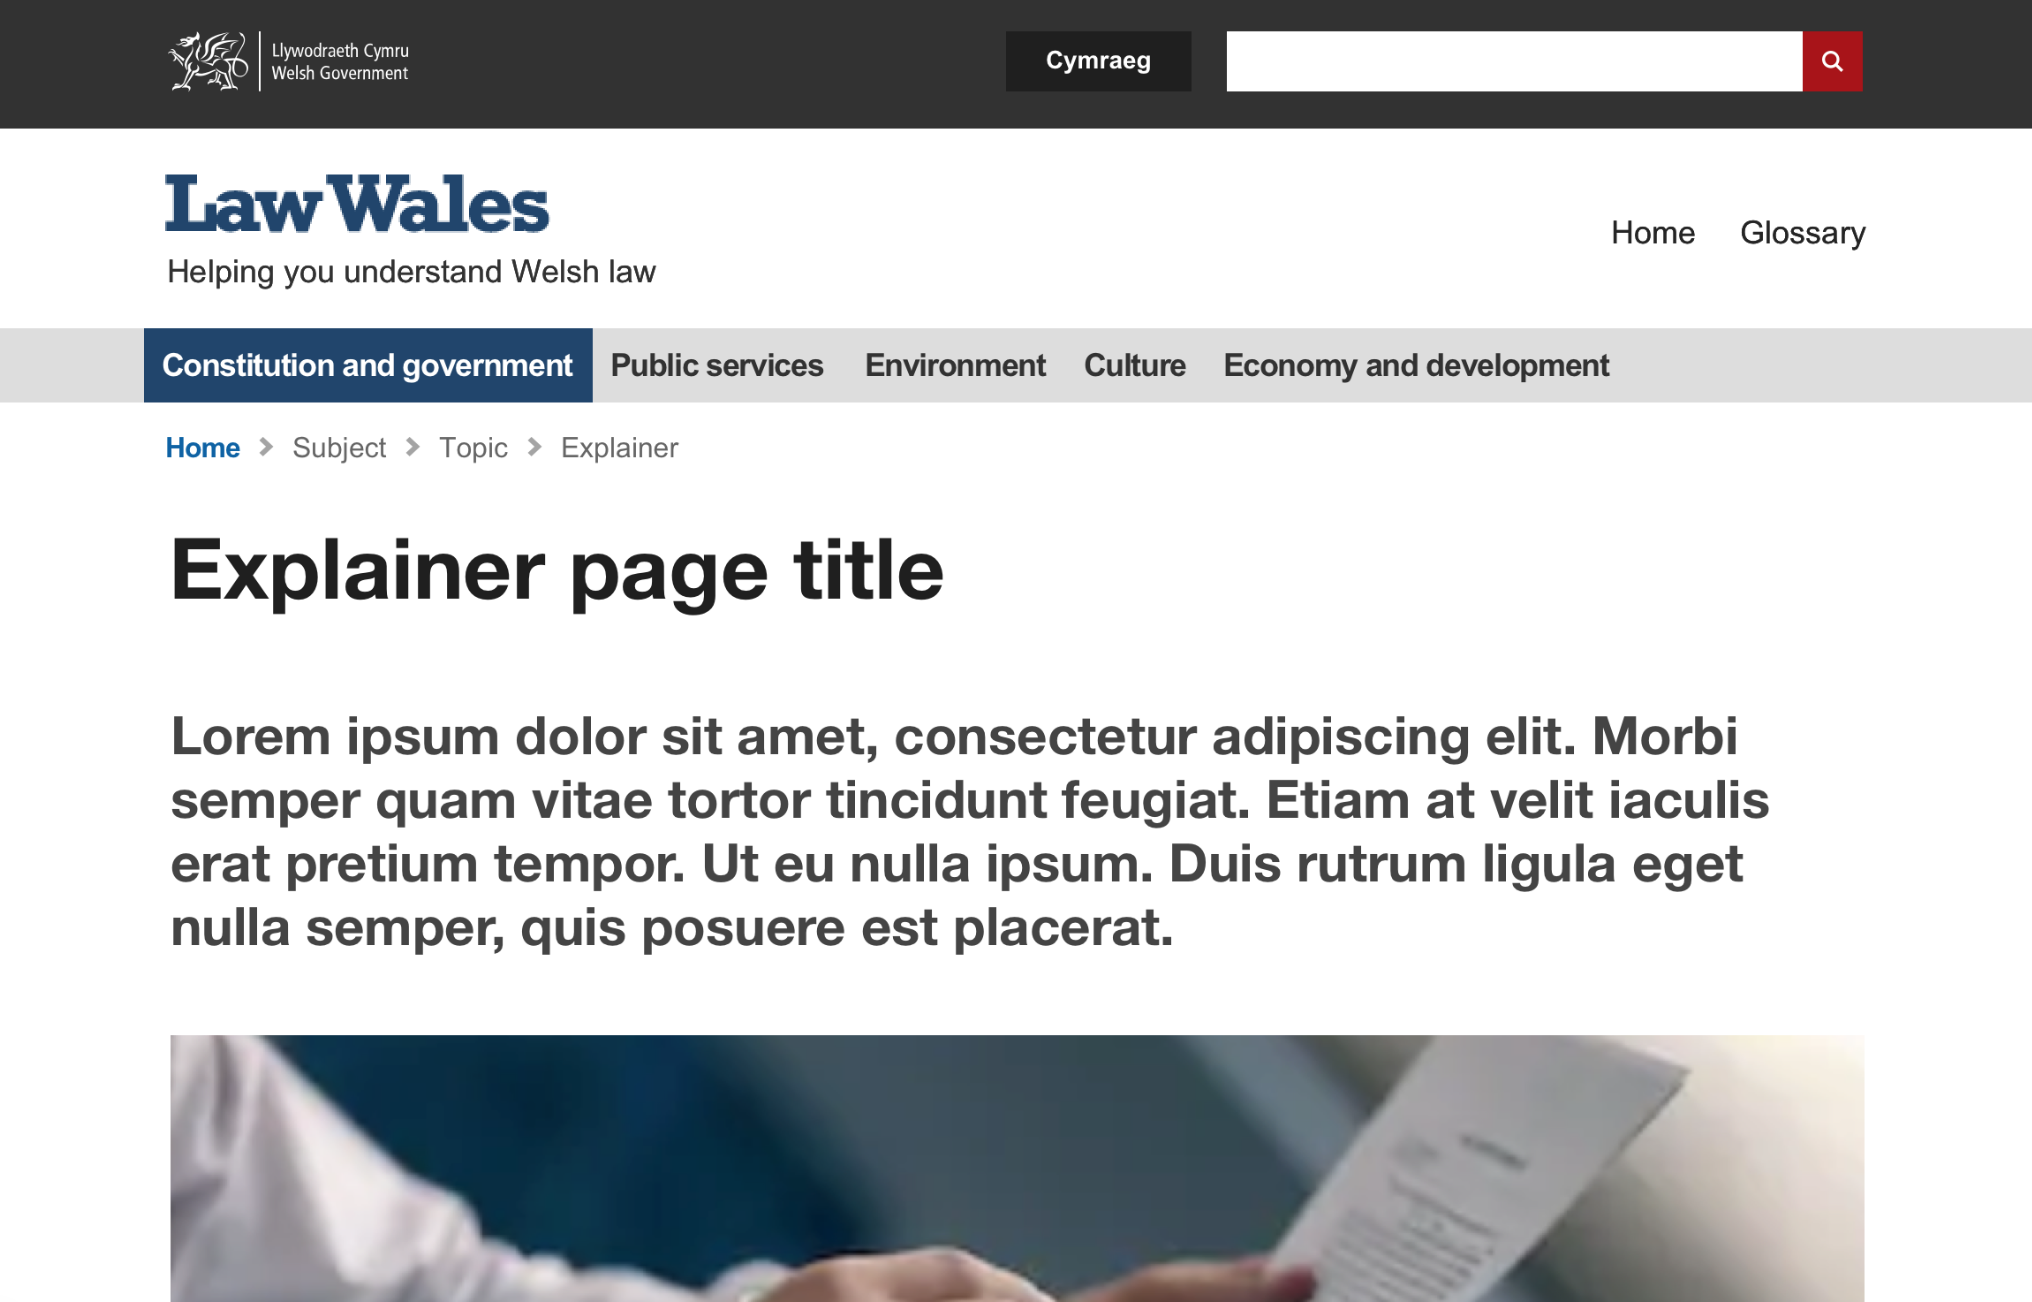 Llywodraeth Cymru
Welsh Government
Cymraeg
Law Wales
Helping you understand Welsh law
Home Glossary
Constitution and government Public services Environment Culture Economy and development
Home Subject Topic Explainer
Explainer page title
Lorem ipsum dolor sit amet, consectetur adipiscing elit. Morbi
semper quam vitae tortor tincidunt feugiat. Etiam at velit iaculis
erat pretium tempor. Ut eu nulla ipsum. Duis rutrum ligula eget
nulla semper, quis posuere est placerat.